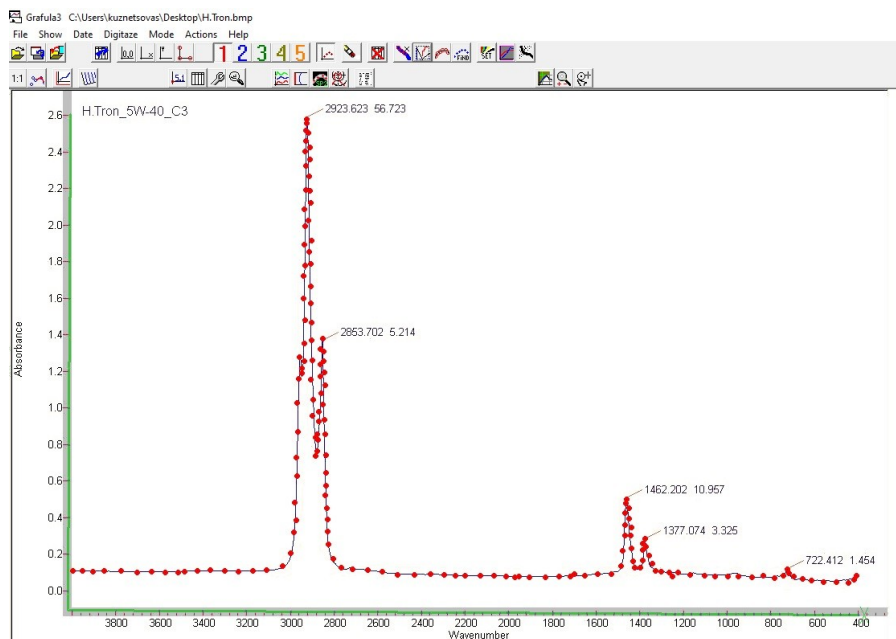 Grafula3 C:\Users\kuznetsovas\Desktop\H.Tron.bmp
File Show Date Digitaze Mode Actions Help
0.0 1 2 3 4 5 SET
1:1
H.Tron_5W-40_C3
2923.623 56.723
2853.702 5.214
1462.202 10.957
1377.074 3.325
722.412 1.454
Absorbance
2.6
2.4
2.2
2.0
1.8
1.6
1.4
1.2
1.0
0.8
0.6
0.4
0.2
0.0
3800 3600 3400 3200 3000 2800 2600 2400 2200 2000 1800 1600 1400 1200 1000 800 600 400
Wavenumber